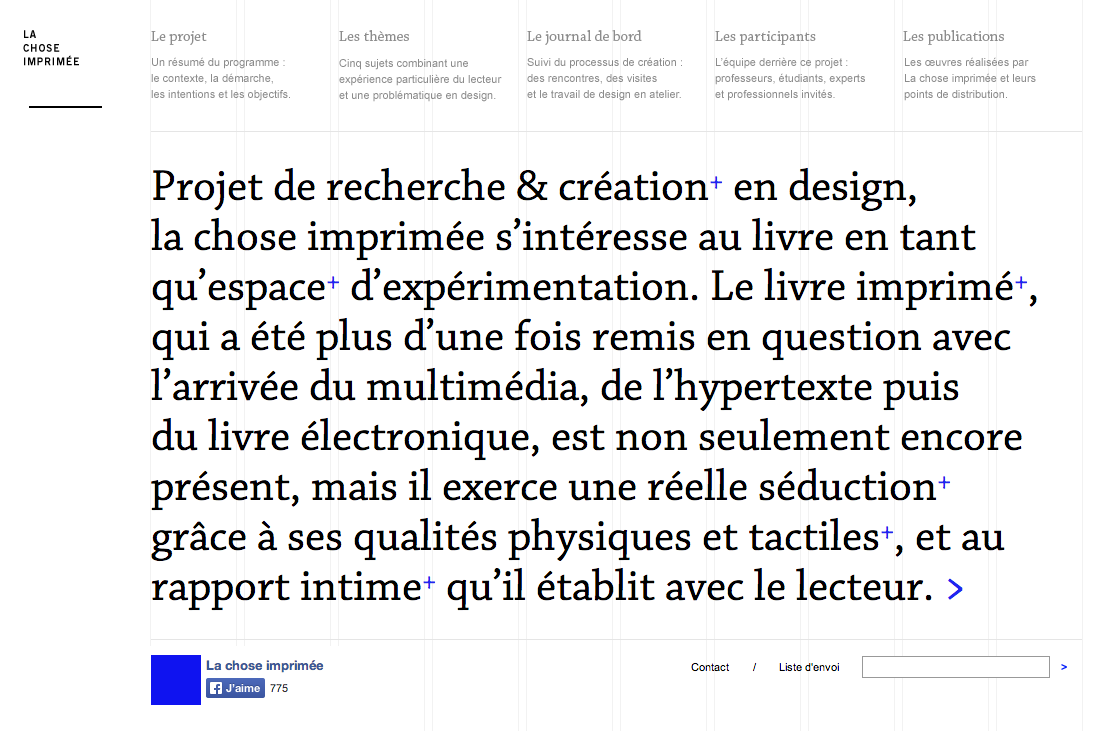 LA
CHOSE
IMPRIMÉE
Le projet
Un résumé du programme :
le contexte, la démarche,
les intentions et les objectifs.
Les thèmes
Cinq sujets combinant une
expérience particulière du lecteur
et une problématique en design.
Le journal de bord
Suivi du processus de création :
des rencontres, des visites
et le travail de design en atelier.
Les participants
L'équipe derrière ce projet :
professeurs, étudiants, experts
et professionnels invités.
Les publications
Les œuvres réalisées par
La chose imprimée et leurs
points de distribution.
Projet de recherche & création+ en design,
la chose imprimée s’intéresse au livre en tant
qu’espace+ d’expérimentation. Le livre imprimé+,
qui a été plus d’une fois remis en question avec
l’arrivée du multimédia, de l’hypertexte puis
du livre électronique, est non seulement encore
présent, mais il exerce une réelle séduction+
grâce à ses qualités physiques et tactiles+, et au
rapport intime+ qu’il établit avec le lecteur. >
La chose imprimée
J'aime 775
Contact / Liste d'envoi >